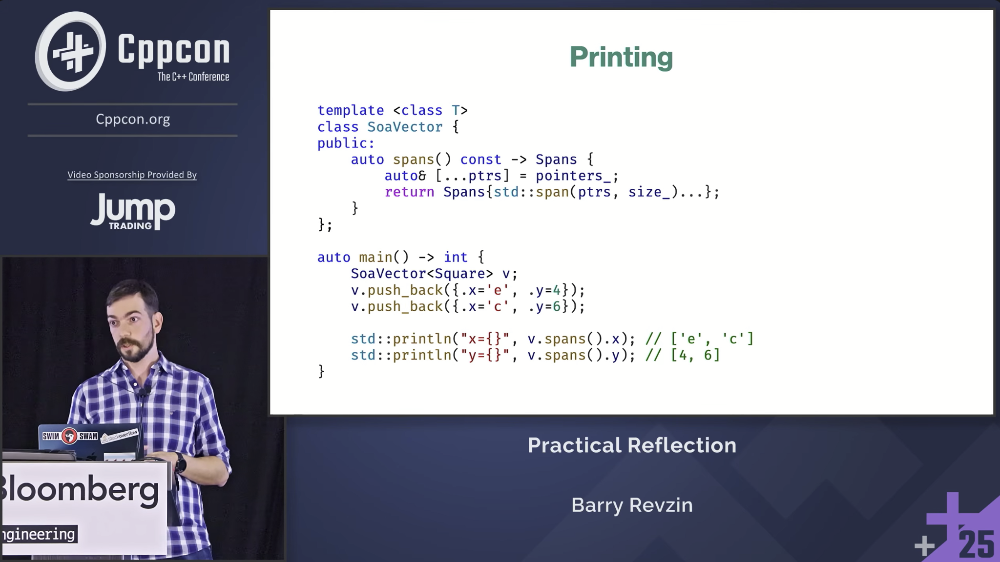 Cppcon
The C++ Conference
Cppcon.org
Video Sponsorship Provided By
Jump
TRADING
Printing
template <class T>
class SoaVector {
public:
    auto spans() const -> Spans {
        auto& [...ptrs] = pointers_;
        return Spans{std::span(ptrs, size_)...};
    }
};
auto main() -> int {
    SoaVector<Square> v;
    v.push_back({.x='e', .y=4});
    v.push_back({.x='c', .y=6});
    std::println("x={}", v.spans().x); // ['e', 'c']
    std::println("y={}", v.spans().y); // [4, 6]
}
SWIM SWAM
stackoverflow
Bloomberg
ngineering
Practical Reflection
Barry Revzin
25